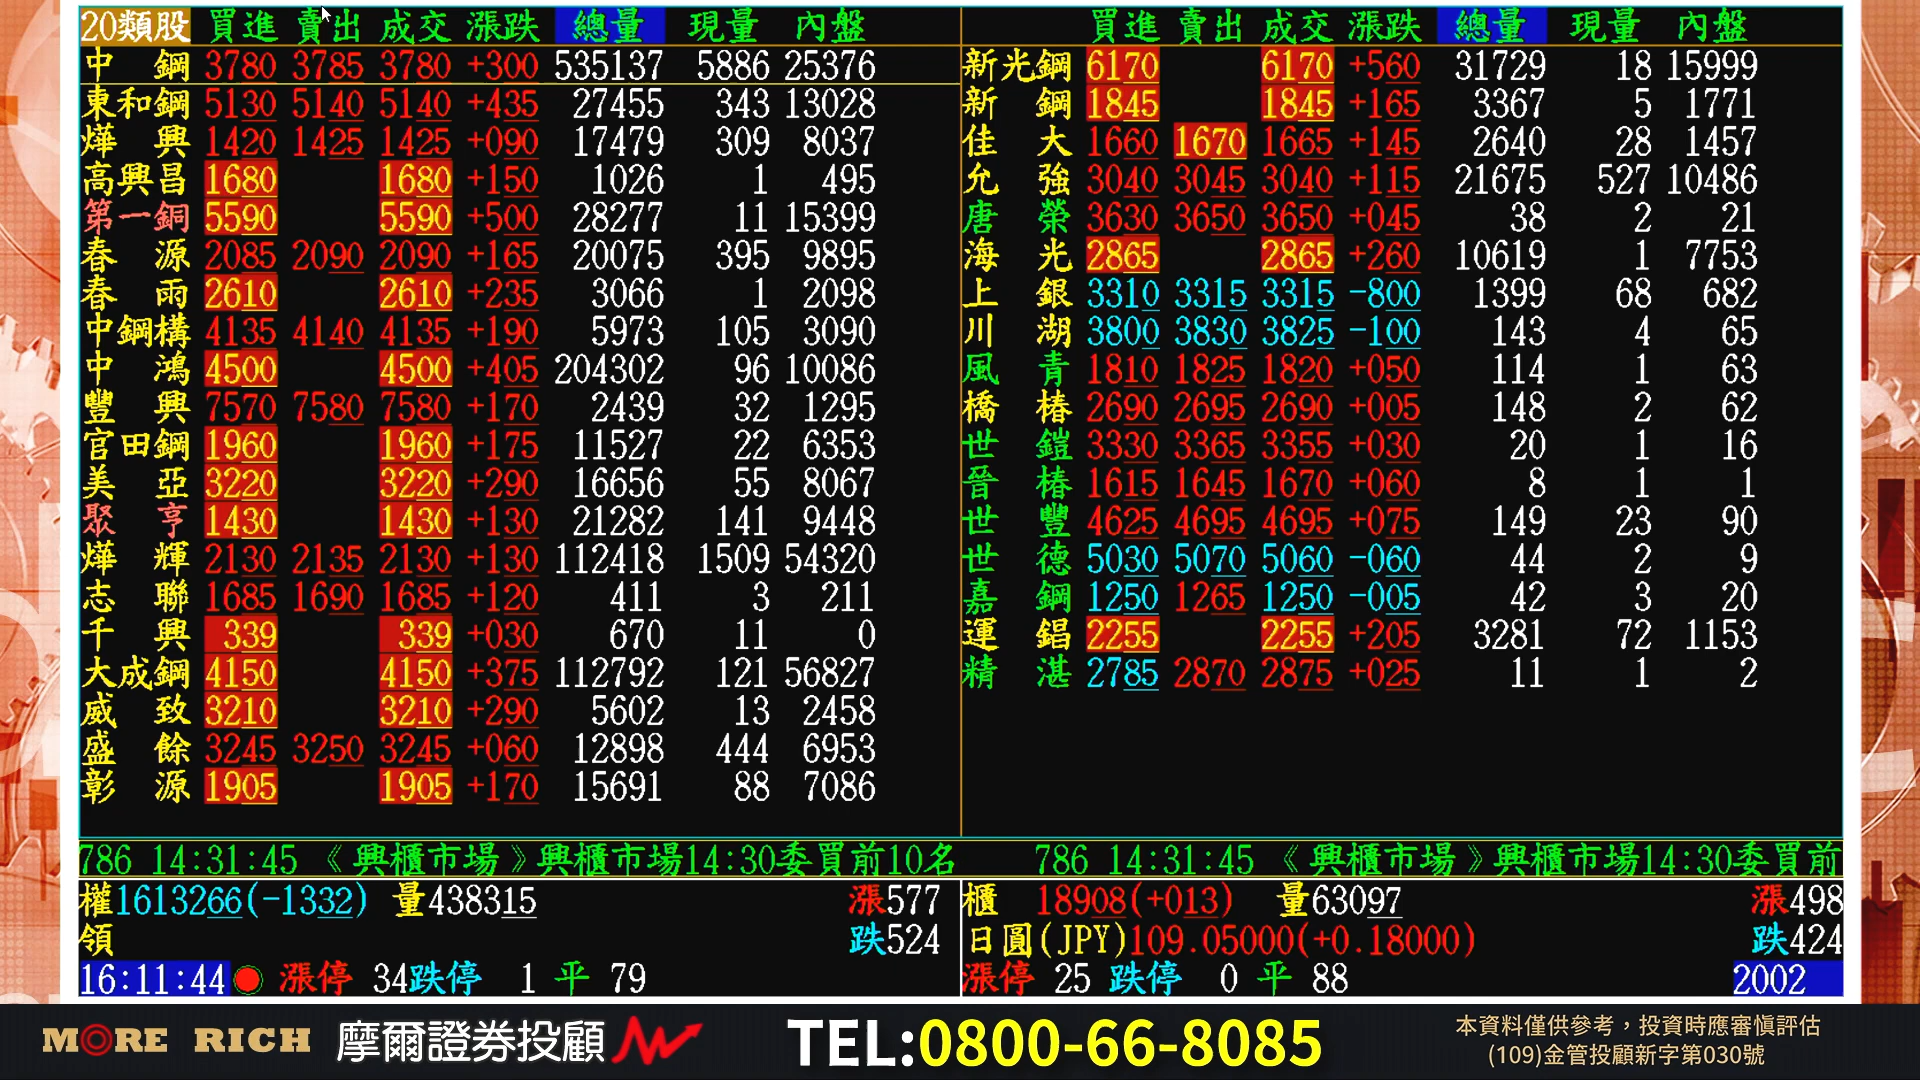 20類股 買進 賣出 成交 漲跌 總量 現量 內盤
中鋼 3780 3785 3780 +300 535137 5886 25376
東和鋼 5130 5140 5140 +435 27455 343 13028
燁興 1420 1425 1425 +090 17479 309 8037
高興昌 1680 1680 +150 1026 1 495
第一銅 5590 5590 +500 28277 11 15399
春源 2085 2090 2090 +165 20075 395 9895
春雨 2610 2610 +235 3066 1 2098
中鋼構 4135 4140 4135 +190 5973 105 3090
中鴻 4500 4500 +405 204302 96 10086
豐興 7570 7580 7580 +170 2439 32 1295
官田鋼 1960 1960 +175 11527 22 6353
美亞 3220 3220 +290 16656 55 8067
聚亨 1430 1430 +130 21282 141 9448
燁輝 2130 2135 2130 +130 112418 1509 54320
志聯 1685 1690 1685 +120 411 3 211
千興 339 339 +030 670 11 0
大成鋼 4150 4150 +375 112792 121 56827
威致 3210 3210 +290 5602 13 2458
盛餘 3245 3250 3245 +060 12898 444 6953
彰源 1905 1905 +170 15691 88 7086
買進 賣出 成交 漲跌 總量 現量 內盤
新光鋼 6170 6170 +560 31729 18 15999
新鋼 1845 1845 +165 3367 5 1771
佳大 1660 1670 1665 +145 2640 28 1457
允強 3040 3045 3040 +115 21675 527 10486
唐榮 3630 3650 3650 +045 38 2 21
海光 2865 2865 +260 10619 1 7753
上銀 3310 3315 3315 -800 1399 68 682
川湖 3800 3830 3825 -100 143 4 65
風青 1810 1825 1820 +050 114 1 63
橋椿 2690 2695 2690 +005 148 2 62
世鎧 3330 3365 3355 +030 20 1 16
晉椿 1615 1645 1670 +060 8 1 1
世豐 4625 4695 4695 +075 149 23 90
世德 5030 5070 5060 -060 44 2 9
嘉鋼 1250 1265 1250 -005 42 3 20
運錩 2255 2255 +205 3281 72 1153
精湛 2785 2870 2875 +025 11 1 2
786 14:31:45 《興櫃市場》興櫃市場14:30委買前10名
786 14:31:45 《興櫃市場》興櫃市場14:30委買前
權1613266(-1332) 量438315 漲577
領 跌524
16:11:44 漲停 34跌停 1 平 79
櫃 18908(+013) 量63097 漲498
日圓(JPY)109.05000(+0.18000) 跌424
漲停 25 跌停 0 平 88 2002
MORE RICH 摩爾證券投顧 TEL:0800-66-8085
本資料僅供參考，投資時應審慎評估
(109)金管投顧新字第030號